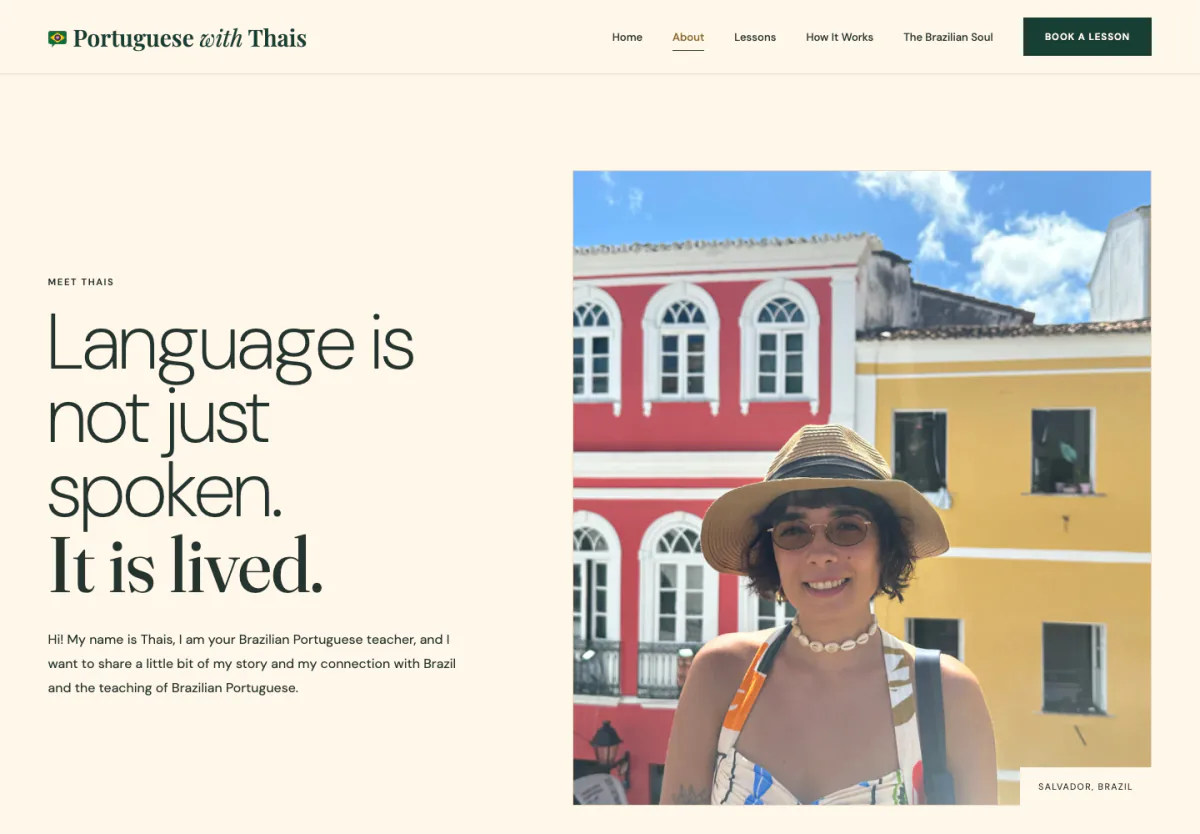 Portuguese with Thais
Home
About
Lessons
How It Works
The Brazilian Soul
BOOK A LESSON
MEET THAIS
Language is
not just
spoken.
It is lived.
Hi! My name is Thais, I am your Brazilian Portuguese teacher, and I
want to share a little bit of my story and my connection with Brazil
and the teaching of Brazilian Portuguese.
SALVADOR, BRAZIL